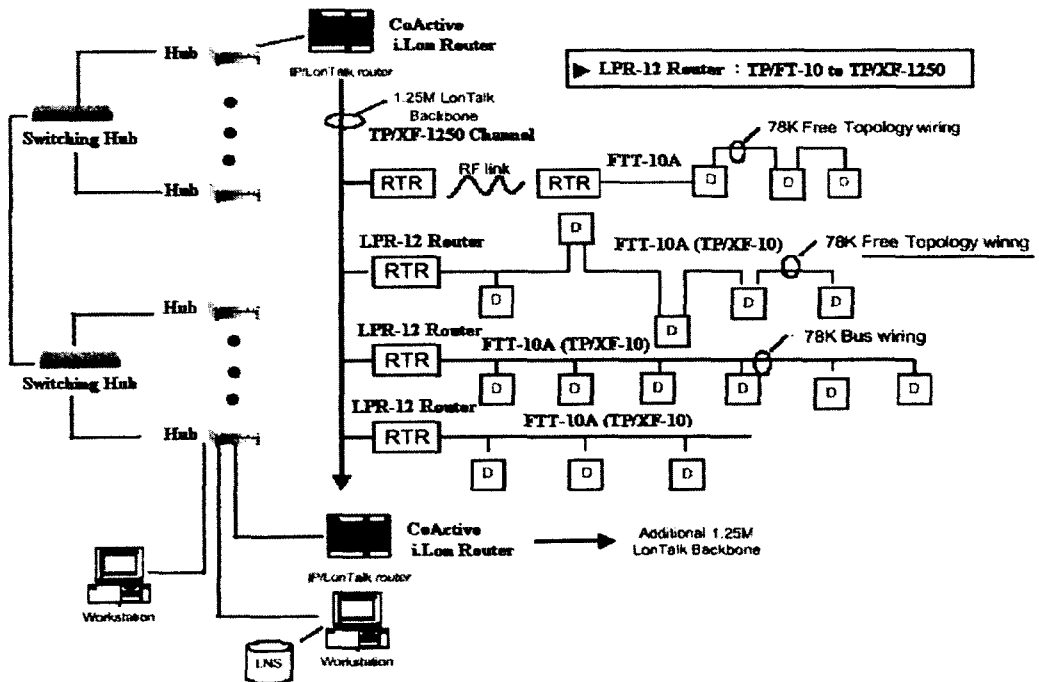 CoActive
i.Lon Router
IP/LonTalk router
Hub
▶ LPR-12 Router : TP/FT-10 to TP/XF-1250
1.25M LonTalk
Backbone
TP/XF-1250 Channel
Switching Hub
78K Free Topology wiring
FTT-10A
RF link
RTR
RTR
D
D
D
Hub
LPR-12 Router
RTR
D
D
FTT-10A (TP/XF-10)
78K Free Topology wiring
D
D
D
Hub
LPR-12 Router
RTR
FTT-10A (TP/XF-10)
78K Bus wiring
D
D
D
D
D
D
Switching Hub
LPR-12 Router
RTR
FTT-10A (TP/XF-10)
D
D
D
Hub
CoActive
i.Lon Router
IP/LonTalk router
Additional 1.25M
LonTalk Backbone
Workstation
LNS
Workstation